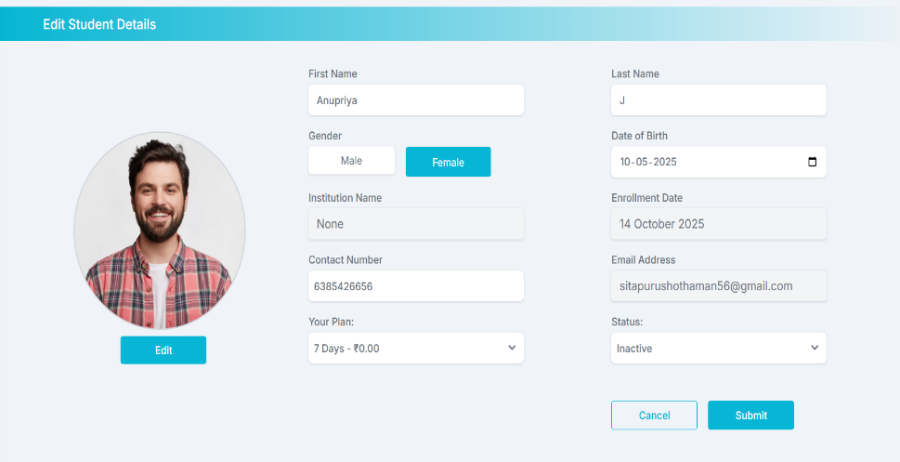 Edit Student Details
First Name
Last Name
Anupriya
J
Gender
Date of Birth
Male
Female
10-05-2025
Institution Name
Enrollment Date
None
14 October 2025
Contact Number
Email Address
6385426656
sitapurushothaman56@gmail.com
Your Plan:
Status:
Edit
7 Days - ₹0.00
Inactive
Cancel
Submit